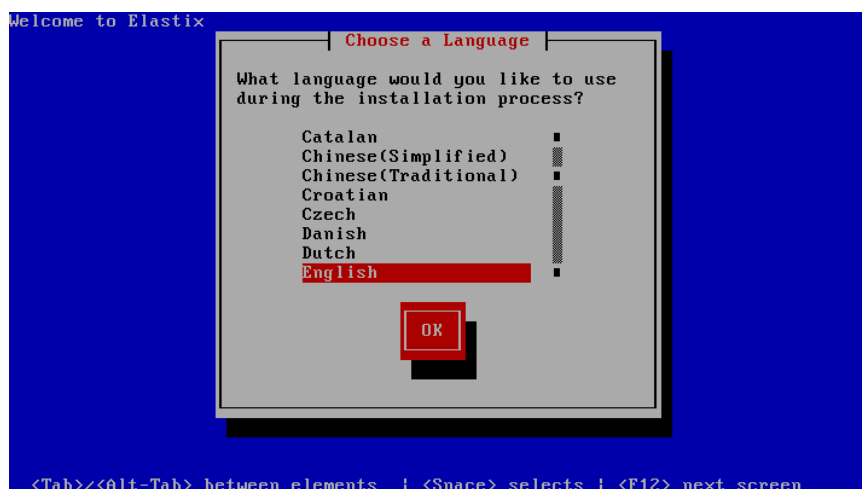 Welcome to Elastix
Choose a Language
What language would you like to use
during the installation process?
Catalan
Chinese(Simplified)
Chinese(Traditional)
Croatian
Czech
Danish
Dutch
English
OK
<Tab>/<Alt-Tab> between elements | <Space> selects | <F12> next screen